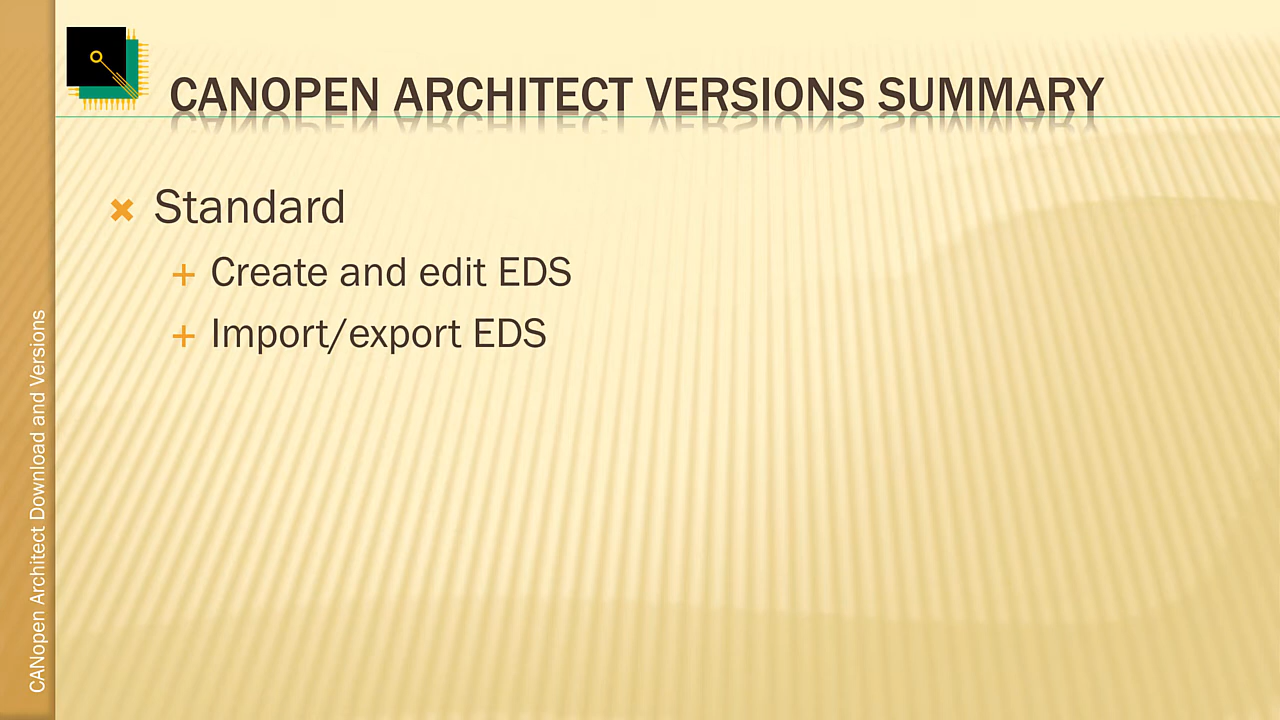 CANOPEN ARCHITECT VERSIONS SUMMARY
Standard
Create and edit EDS
Import/export EDS
CANopen Architect Download and Versions